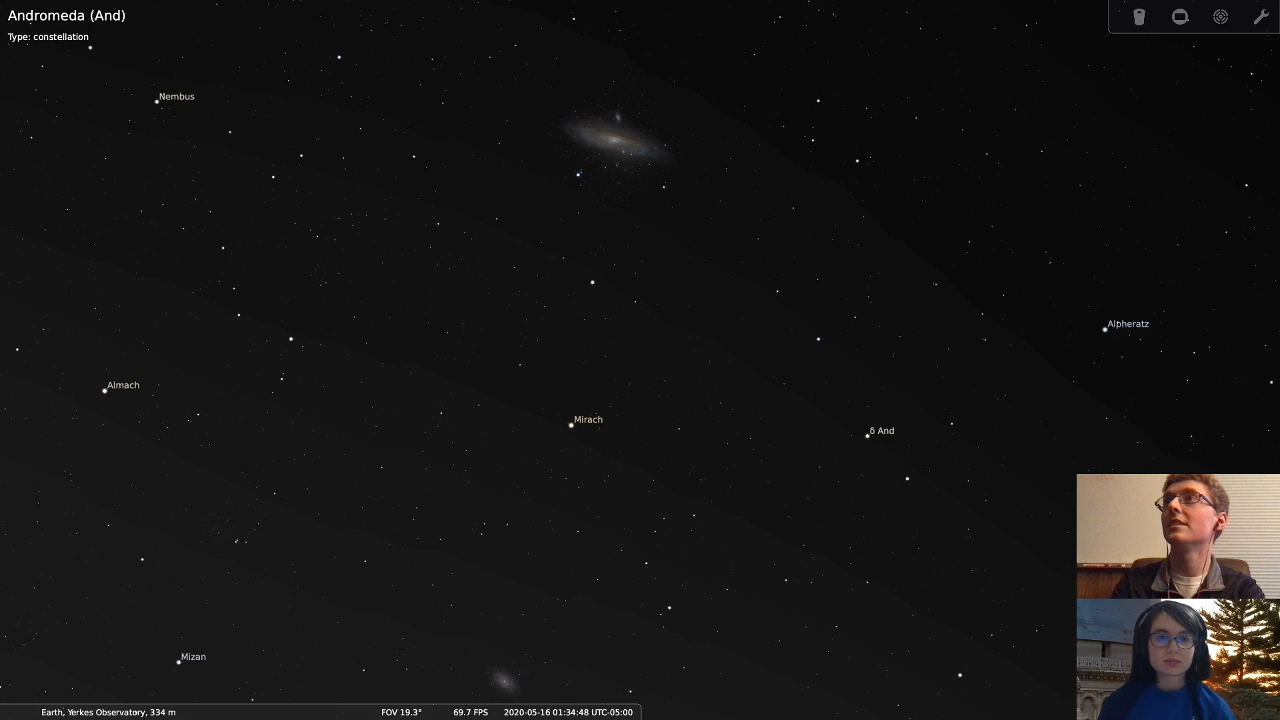 Andromeda (And)
Type: constellation
Nembus
Alpheratz
Almach
Mirach
δ And
Mizan
Earth, Yerkes Observatory, 334 m
FOV 19.3°
69.7 FPS
2020-05-16 01:34:48 UTC-05:00